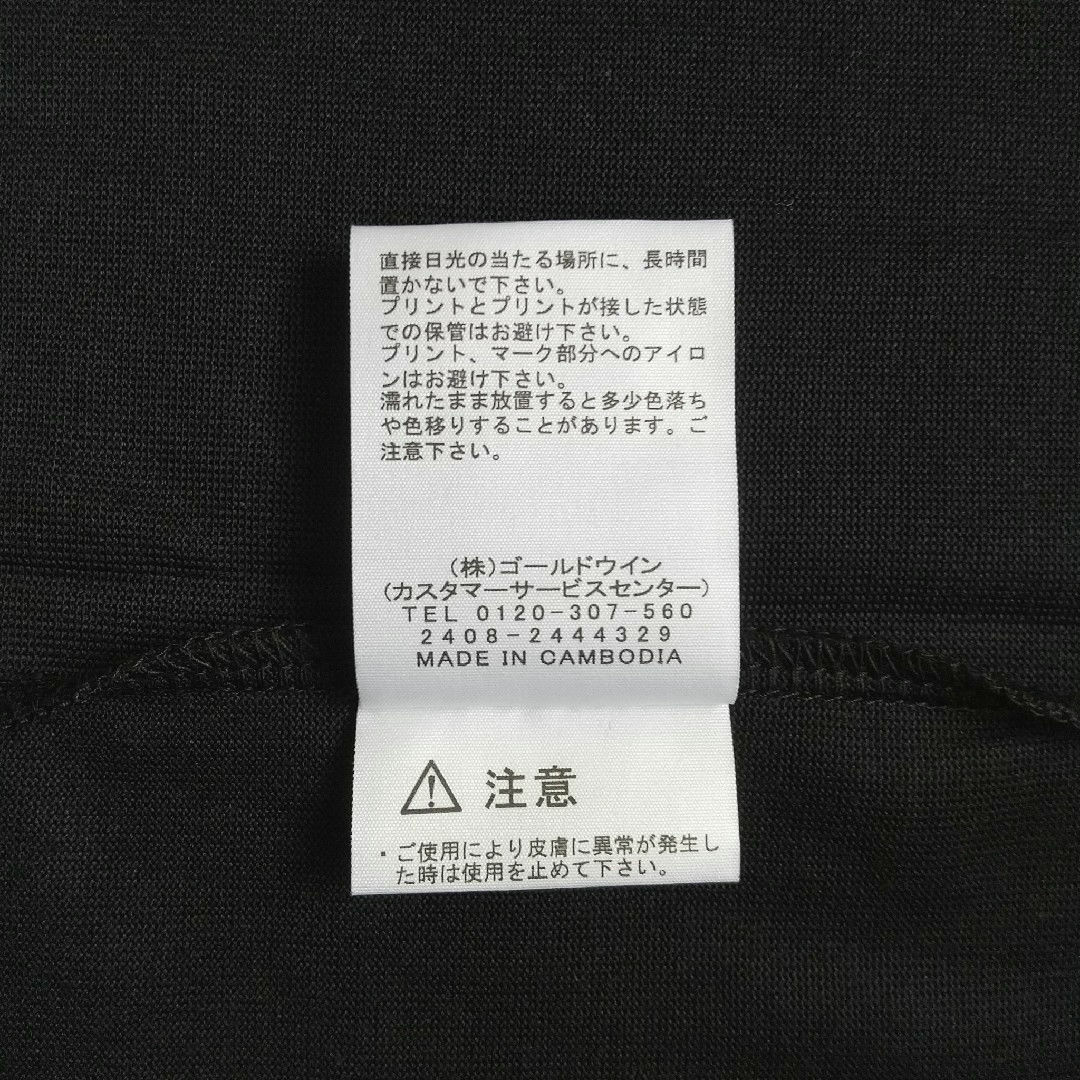 直接日光の当たる場所に、長時間
置かないで下さい。
プリントとプリントが接した状態
での保管はお避け下さい。
プリント、マーク部分へのアイロ
ンはお避け下さい。
濡れたまま放置すると多少色落ち
や色移りすることがあります。ご
注意下さい。
(株)ゴールドウイン
(カスタマーサービスセンター)
TEL 0120-307-560
2408-2444329
MADE IN CAMBODIA
注意
・ご使用により皮膚に異常が発生し
た時は使用を止めて下さい。